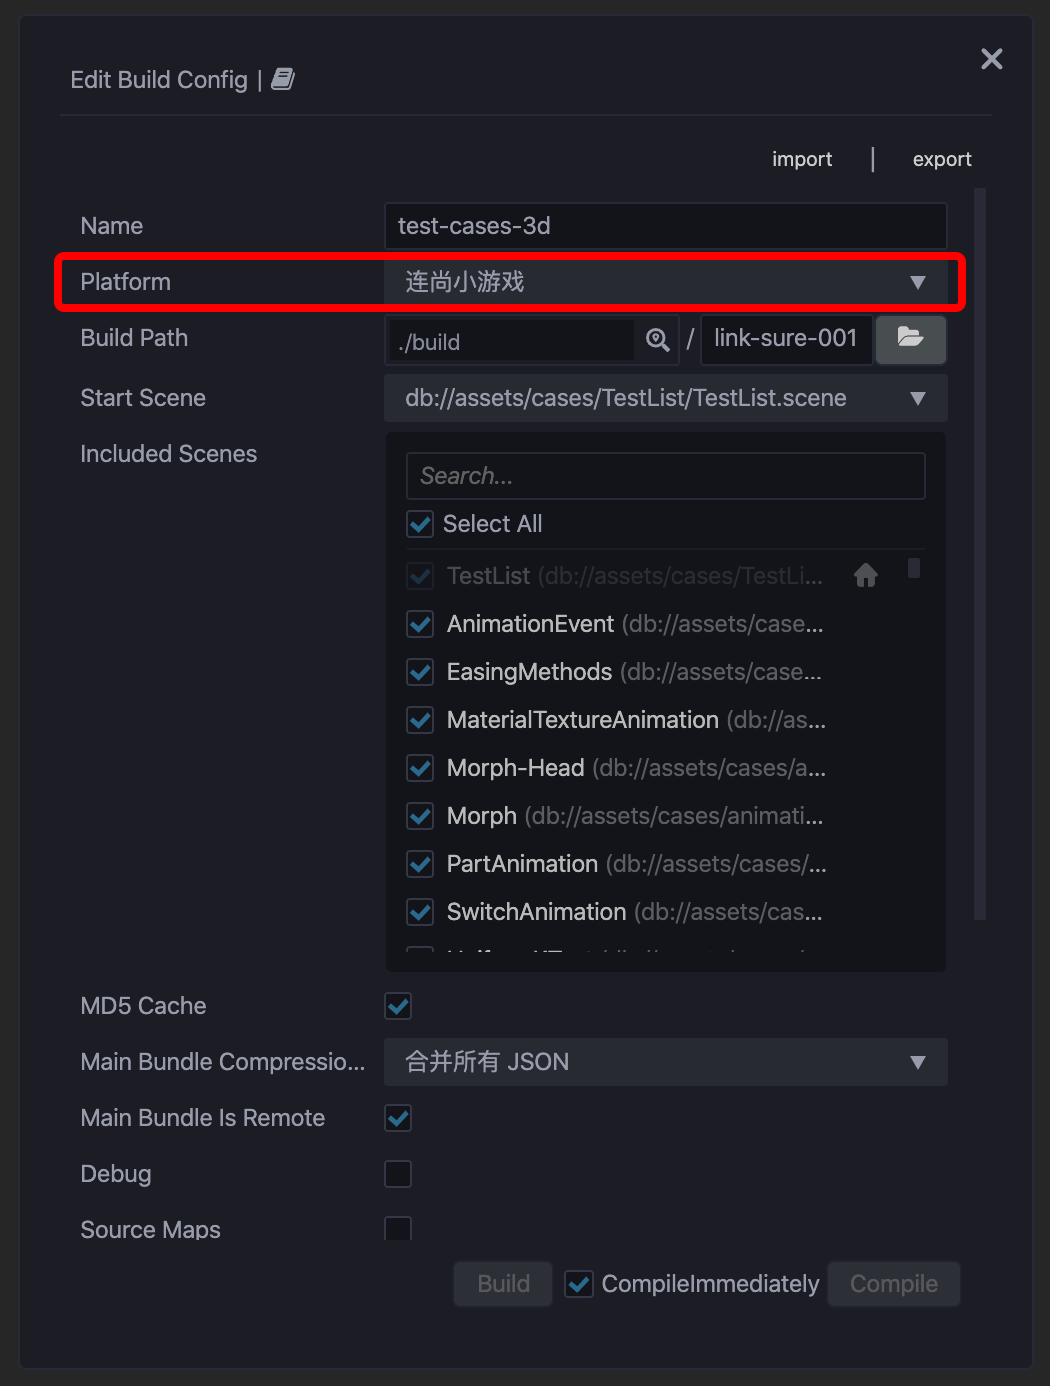 Edit Build Config |
import | export
Name test-cases-3d
Platform 连尚小游戏
Build Path ./build / link-sure-001
Start Scene db://assets/cases/TestList/TestList.scene
Included Scenes
Search...
Select All
TestList (db://assets/cases/TestLi...
AnimationEvent (db://assets/case...
EasingMethods (db://assets/case...
MaterialTextureAnimation (db://as...
Morph-Head (db://assets/cases/a...
Morph (db://assets/cases/animati...
PartAnimation (db://assets/cases/...
SwitchAnimation (db://assets/cas...
MD5 Cache
Main Bundle Compressio... 合并所有 JSON
Main Bundle Is Remote
Debug
Source Maps
Build CompileImmediately Compile